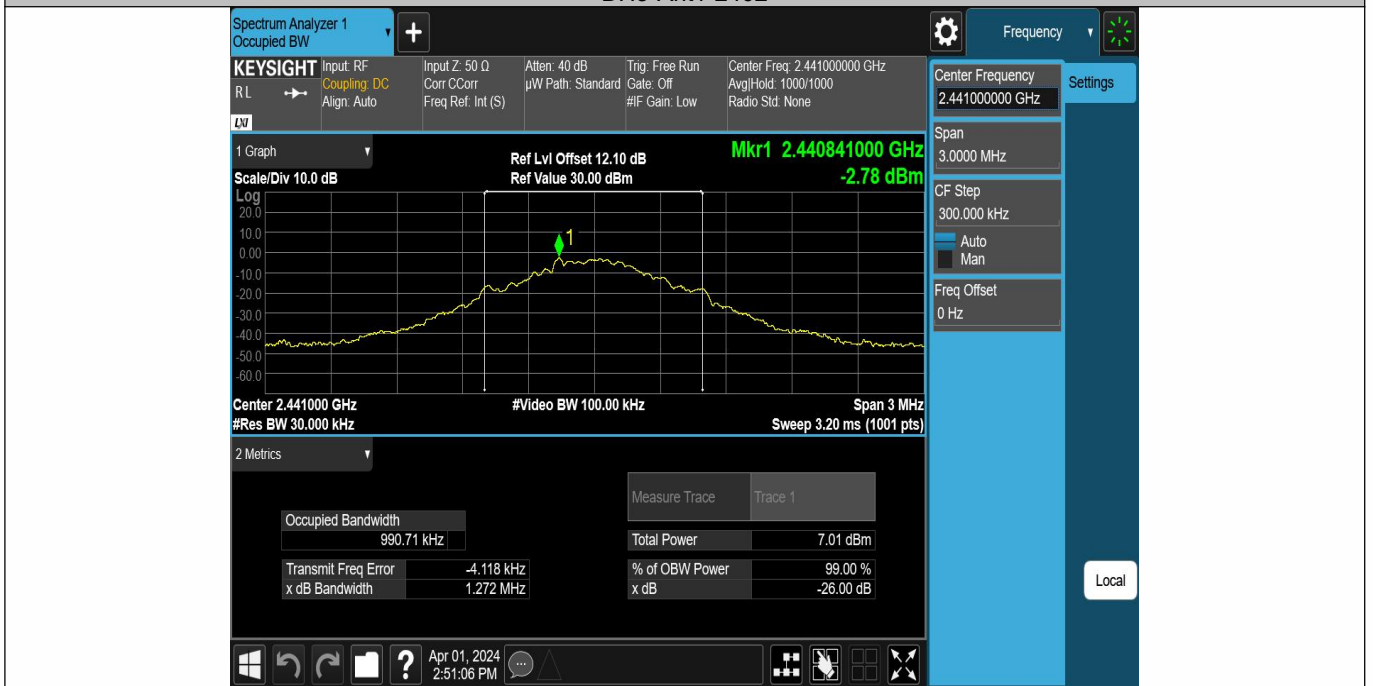 Spectrum Analyzer 1
Occupied BW
Frequency
KEYSIGHT
R L
LXI
Input: RF
Coupling: DC
Align: Auto
Input Z: 50 Ω
Corr CCorr
Freq Ref: Int (S)
Atten: 40 dB
µW Path: Standard
Trig: Free Run
Gate: Off
#IF Gain: Low
Center Freq: 2.441000000 GHz
Avg|Hold: 1000/1000
Radio Std: None
Center Frequency
2.441000000 GHz
Settings
Span
3.0000 MHz
CF Step
300.000 kHz
Auto
Man
Freq Offset
0 Hz
Local
1 Graph
Scale/Div 10.0 dB
Ref Lvl Offset 12.10 dB
Ref Value 30.00 dBm
Mkr1 2.440841000 GHz
-2.78 dBm
Log
20.0
10.0
0.00
-10.0
-20.0
-30.0
-40.0
-50.0
-60.0
1
Center 2.441000 GHz
#Res BW 30.000 kHz
#Video BW 100.00 kHz
Span 3 MHz
Sweep 3.20 ms (1001 pts)
2 Metrics
Measure Trace Trace 1
Occupied Bandwidth
990.71 kHz
Total Power 7.01 dBm
Transmit Freq Error -4.118 kHz
% of OBW Power 99.00 %
x dB Bandwidth 1.272 MHz
x dB -26.00 dB
Apr 01, 2024
2:51:06 PM